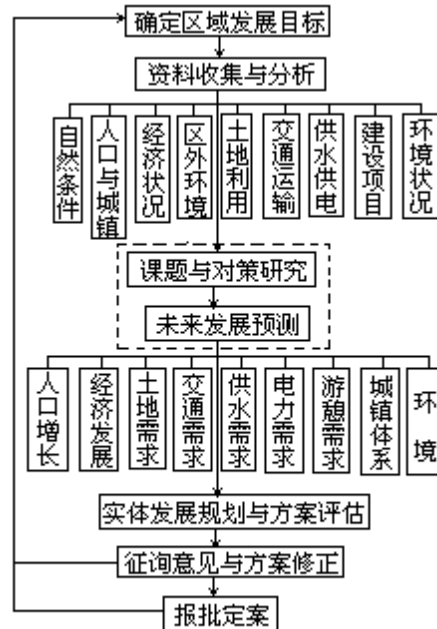 确定区域发展目标
资料收集与分析
自然条件
人口与城镇
经济状况
区外环境
土地利用
交通运输
供水供电
建设项目
环境状况
课题与对策研究
未来发展预测
人口增长
经济发展
土地需求
交通需求
供水需求
电力需求
游憩需求
城镇体系
环境
实体发展规划与方案评估
征询意见与方案修正
报批定案